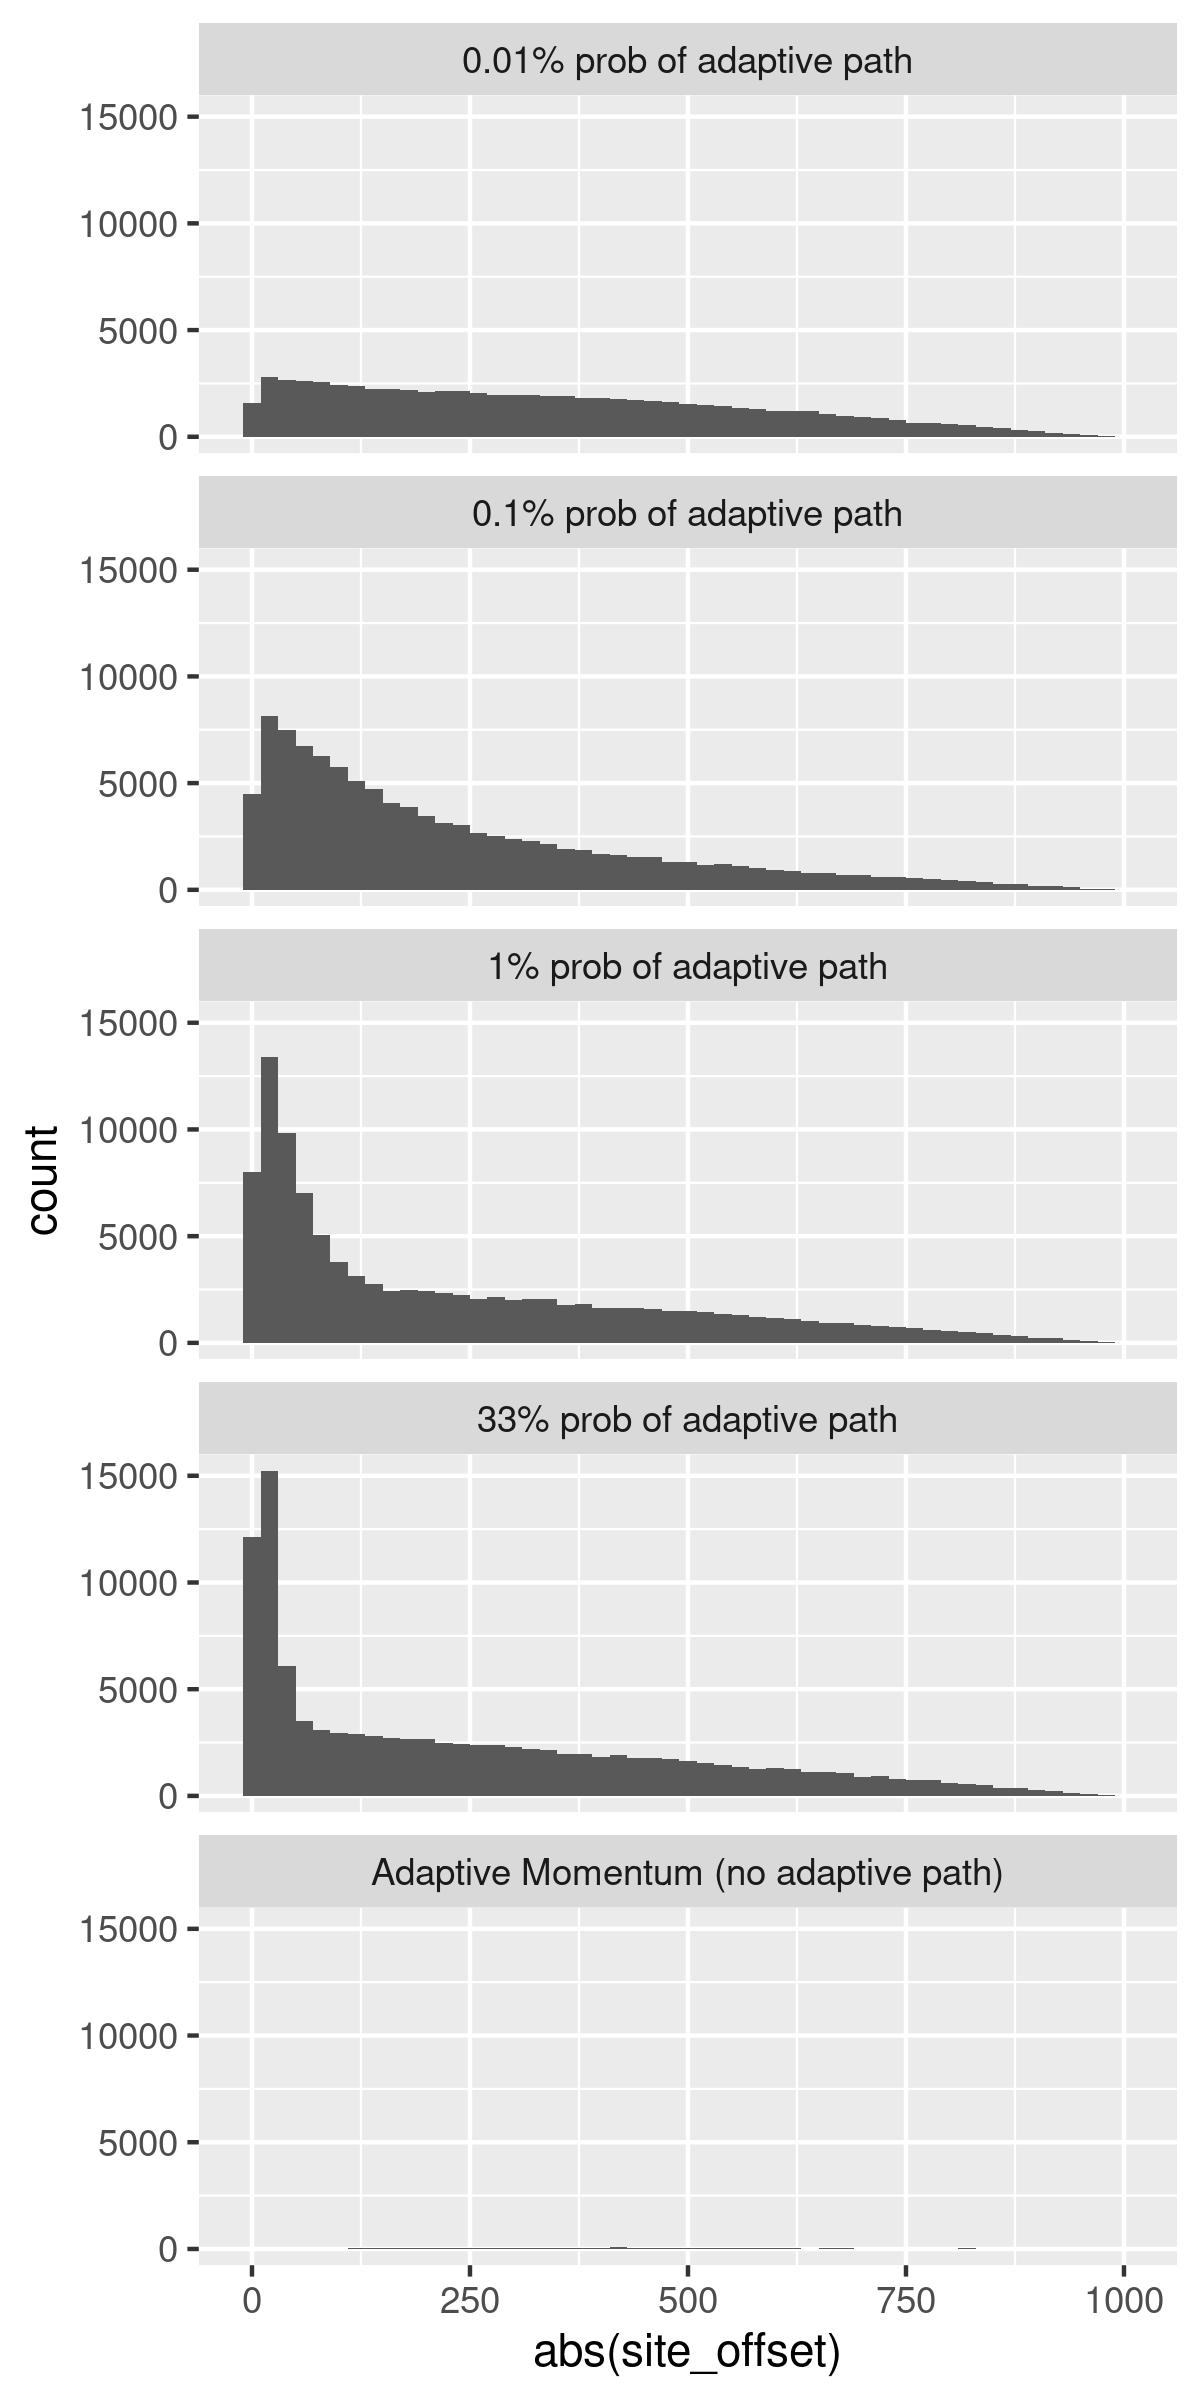 0.01% prob of adaptive path
15000
10000
5000
0
0.1% prob of adaptive path
15000
10000
5000
0
1% prob of adaptive path
15000
10000
5000
0
count
33% prob of adaptive path
15000
10000
5000
0
Adaptive Momentum (no adaptive path)
15000
10000
5000
0
0 250 500 750 1000
abs(site_offset)